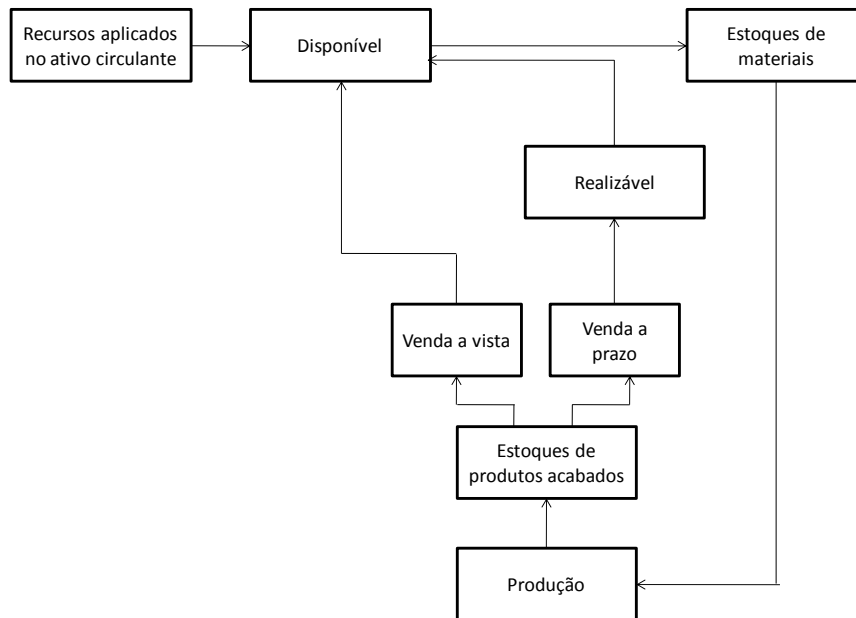 Recursos aplicados
no ativo circulante
Disponível
Estoques de
materiais
Realizável
Venda a vista
Venda a
prazo
Estoques de
produtos acabados
Produção